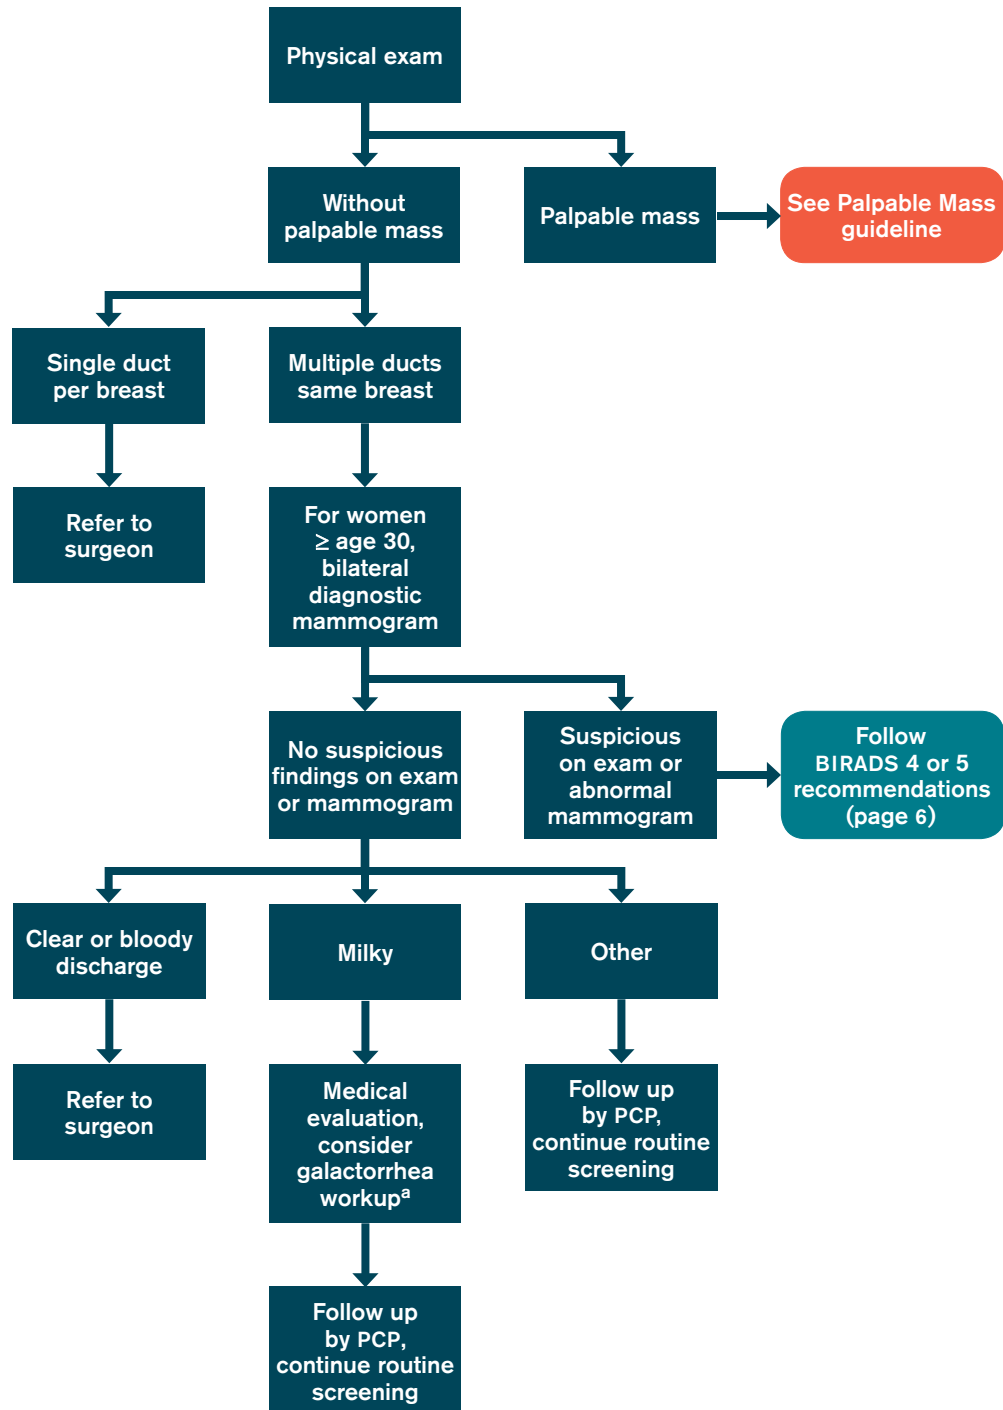 Physical exam
Without
palpable mass
Palpable mass
See Palpable Mass
guideline
Single duct
per breast
Multiple ducts
same breast
Refer to
surgeon
For women
≥ age 30,
bilateral
diagnostic
mammogram
No suspicious
findings on exam
or mammogram
Suspicious
on exam or
abnormal
mammogram
Follow
BIRADS 4 or 5
recommendations
(page 6)
Clear or bloody
discharge
Milky
Other
Refer to
surgeon
Medical
evaluation,
consider
galactorrhea
workupᵃ
Follow up
by PCP,
continue routine
screening
Follow up
by PCP,
continue routine
screening